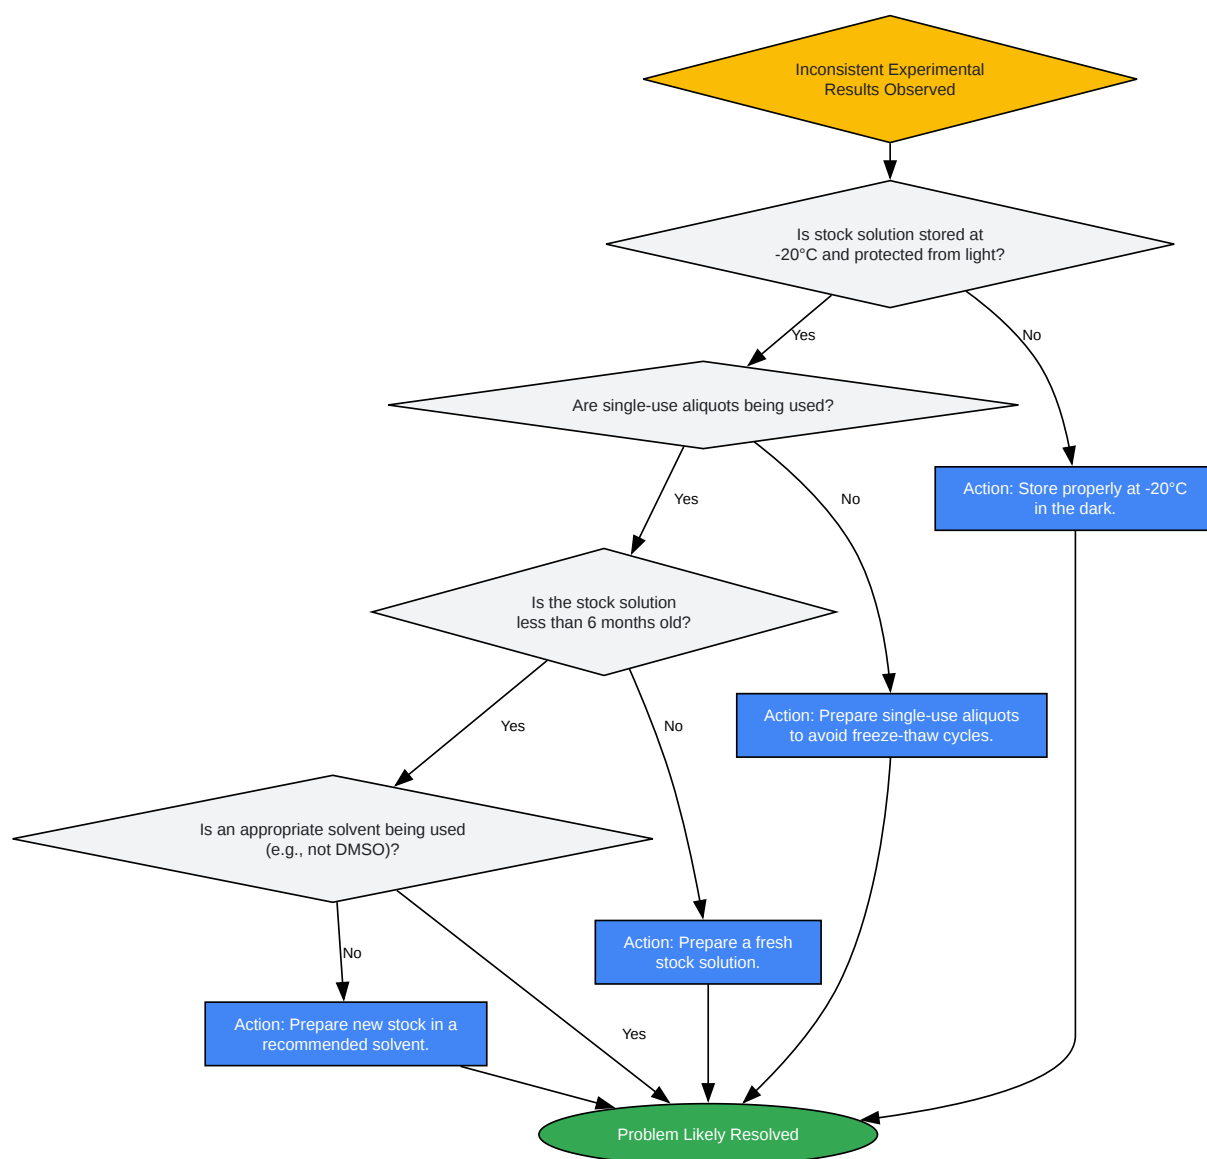 Inconsistent Experimental
Results Observed
Is stock solution stored at
-20°C and protected from light?
Yes
No
Are single-use aliquots being used?
Yes
No
Action: Store properly at -20°C
in the dark.
Is the stock solution
less than 6 months old?
Yes
No
Action: Prepare single-use aliquots
to avoid freeze-thaw cycles.
Is an appropriate solvent being used
(e.g., not DMSO)?
No
Yes
Action: Prepare a fresh
stock solution.
Action: Prepare new stock in a
recommended solvent.
Problem Likely Resolved